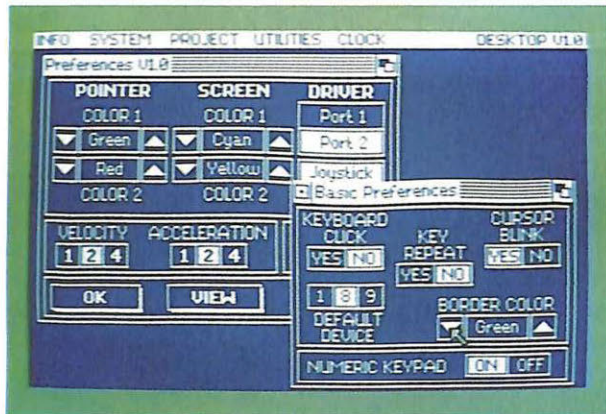 INFO SYSTEM PROJECT UTILITIES CLOCK DESKTOP V1.0
Preferences V1.0
POINTER SCREEN DRIVER
COLOR 1 COLOR 1 Port 1
Green Cyan Port 2
Red Yellow Joystick
COLOR 2 COLOR 2
VELOCITY ACCELERATION
1 2 4 1 2 4
OK VIEW
Basic Preferences
KEYBOARD CLICK
YES NO
KEY REPEAT
YES NO
CURSOR BLINK
YES NO
1 8 9
DEFAULT DEVICE
BORDER COLOR
Green
NUMERIC KEYPAD ON OFF